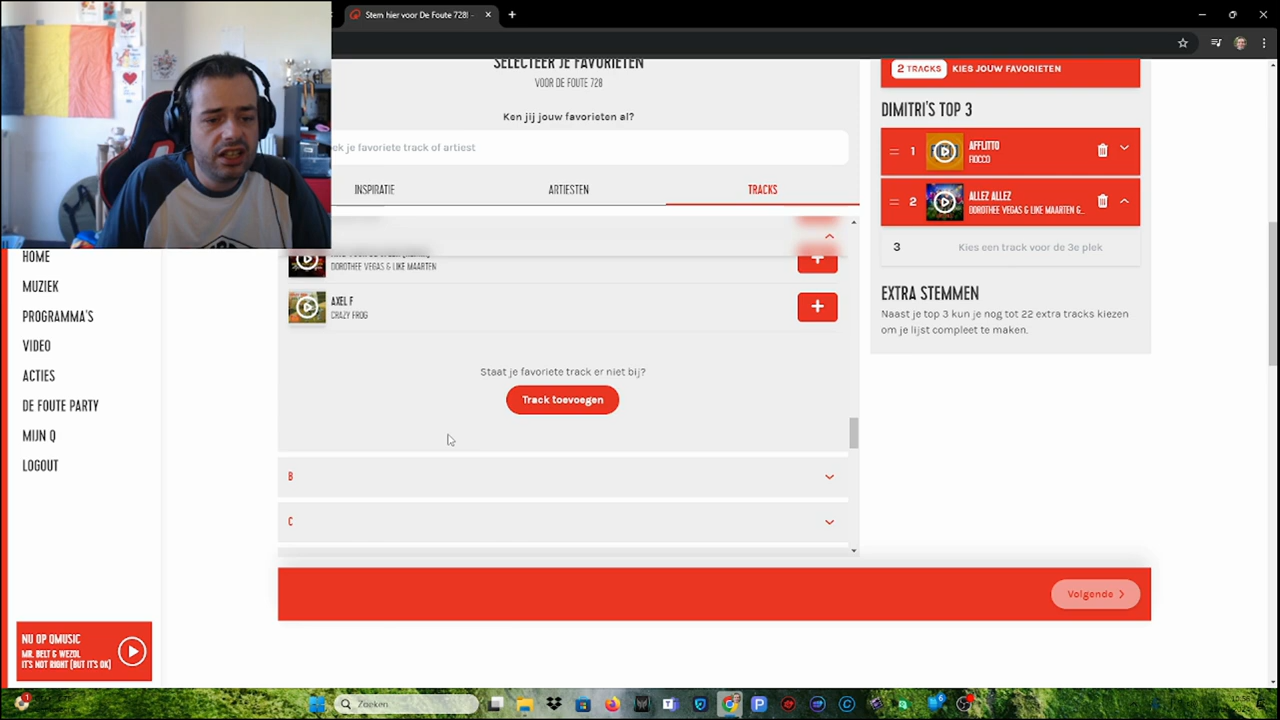 Stem hier voor De Foute 728! -
SELECTEER JE FAVORIETEN
VOOR DE FOUTE 728
Ken jij jouw favorieten al?
ek je favoriete track of artiest
INSPIRATIE
ARTIESTEN
TRACKS
DOROTHEE VEGAS & LIKE MAARTEN
AXEL F
CRAZY FROG
Staat je favoriete track er niet bij?
Track toevoegen
B
C
Volgende
2 TRACKS KIES JOUW FAVORIETEN
DIMITRI'S TOP 3
1 AFFLITTO
FIOCCO
2 ALLEZ ALLEZ
DOROTHEE VEGAS & LIKE MAARTEN &...
3 Kies een track voor de 3e plek
EXTRA STEMMEN
Naast je top 3 kun je nog tot 22 extra tracks kiezen
om je lijst compleet te maken.
HOME
MUZIEK
PROGRAMMA'S
VIDEO
ACTIES
DE FOUTE PARTY
MIJN Q
LOGOUT
NU OP QMUSIC
MR. BELT & WEZOL
IT'S NOT RIGHT (BUT IT'S OK)
Zoeken